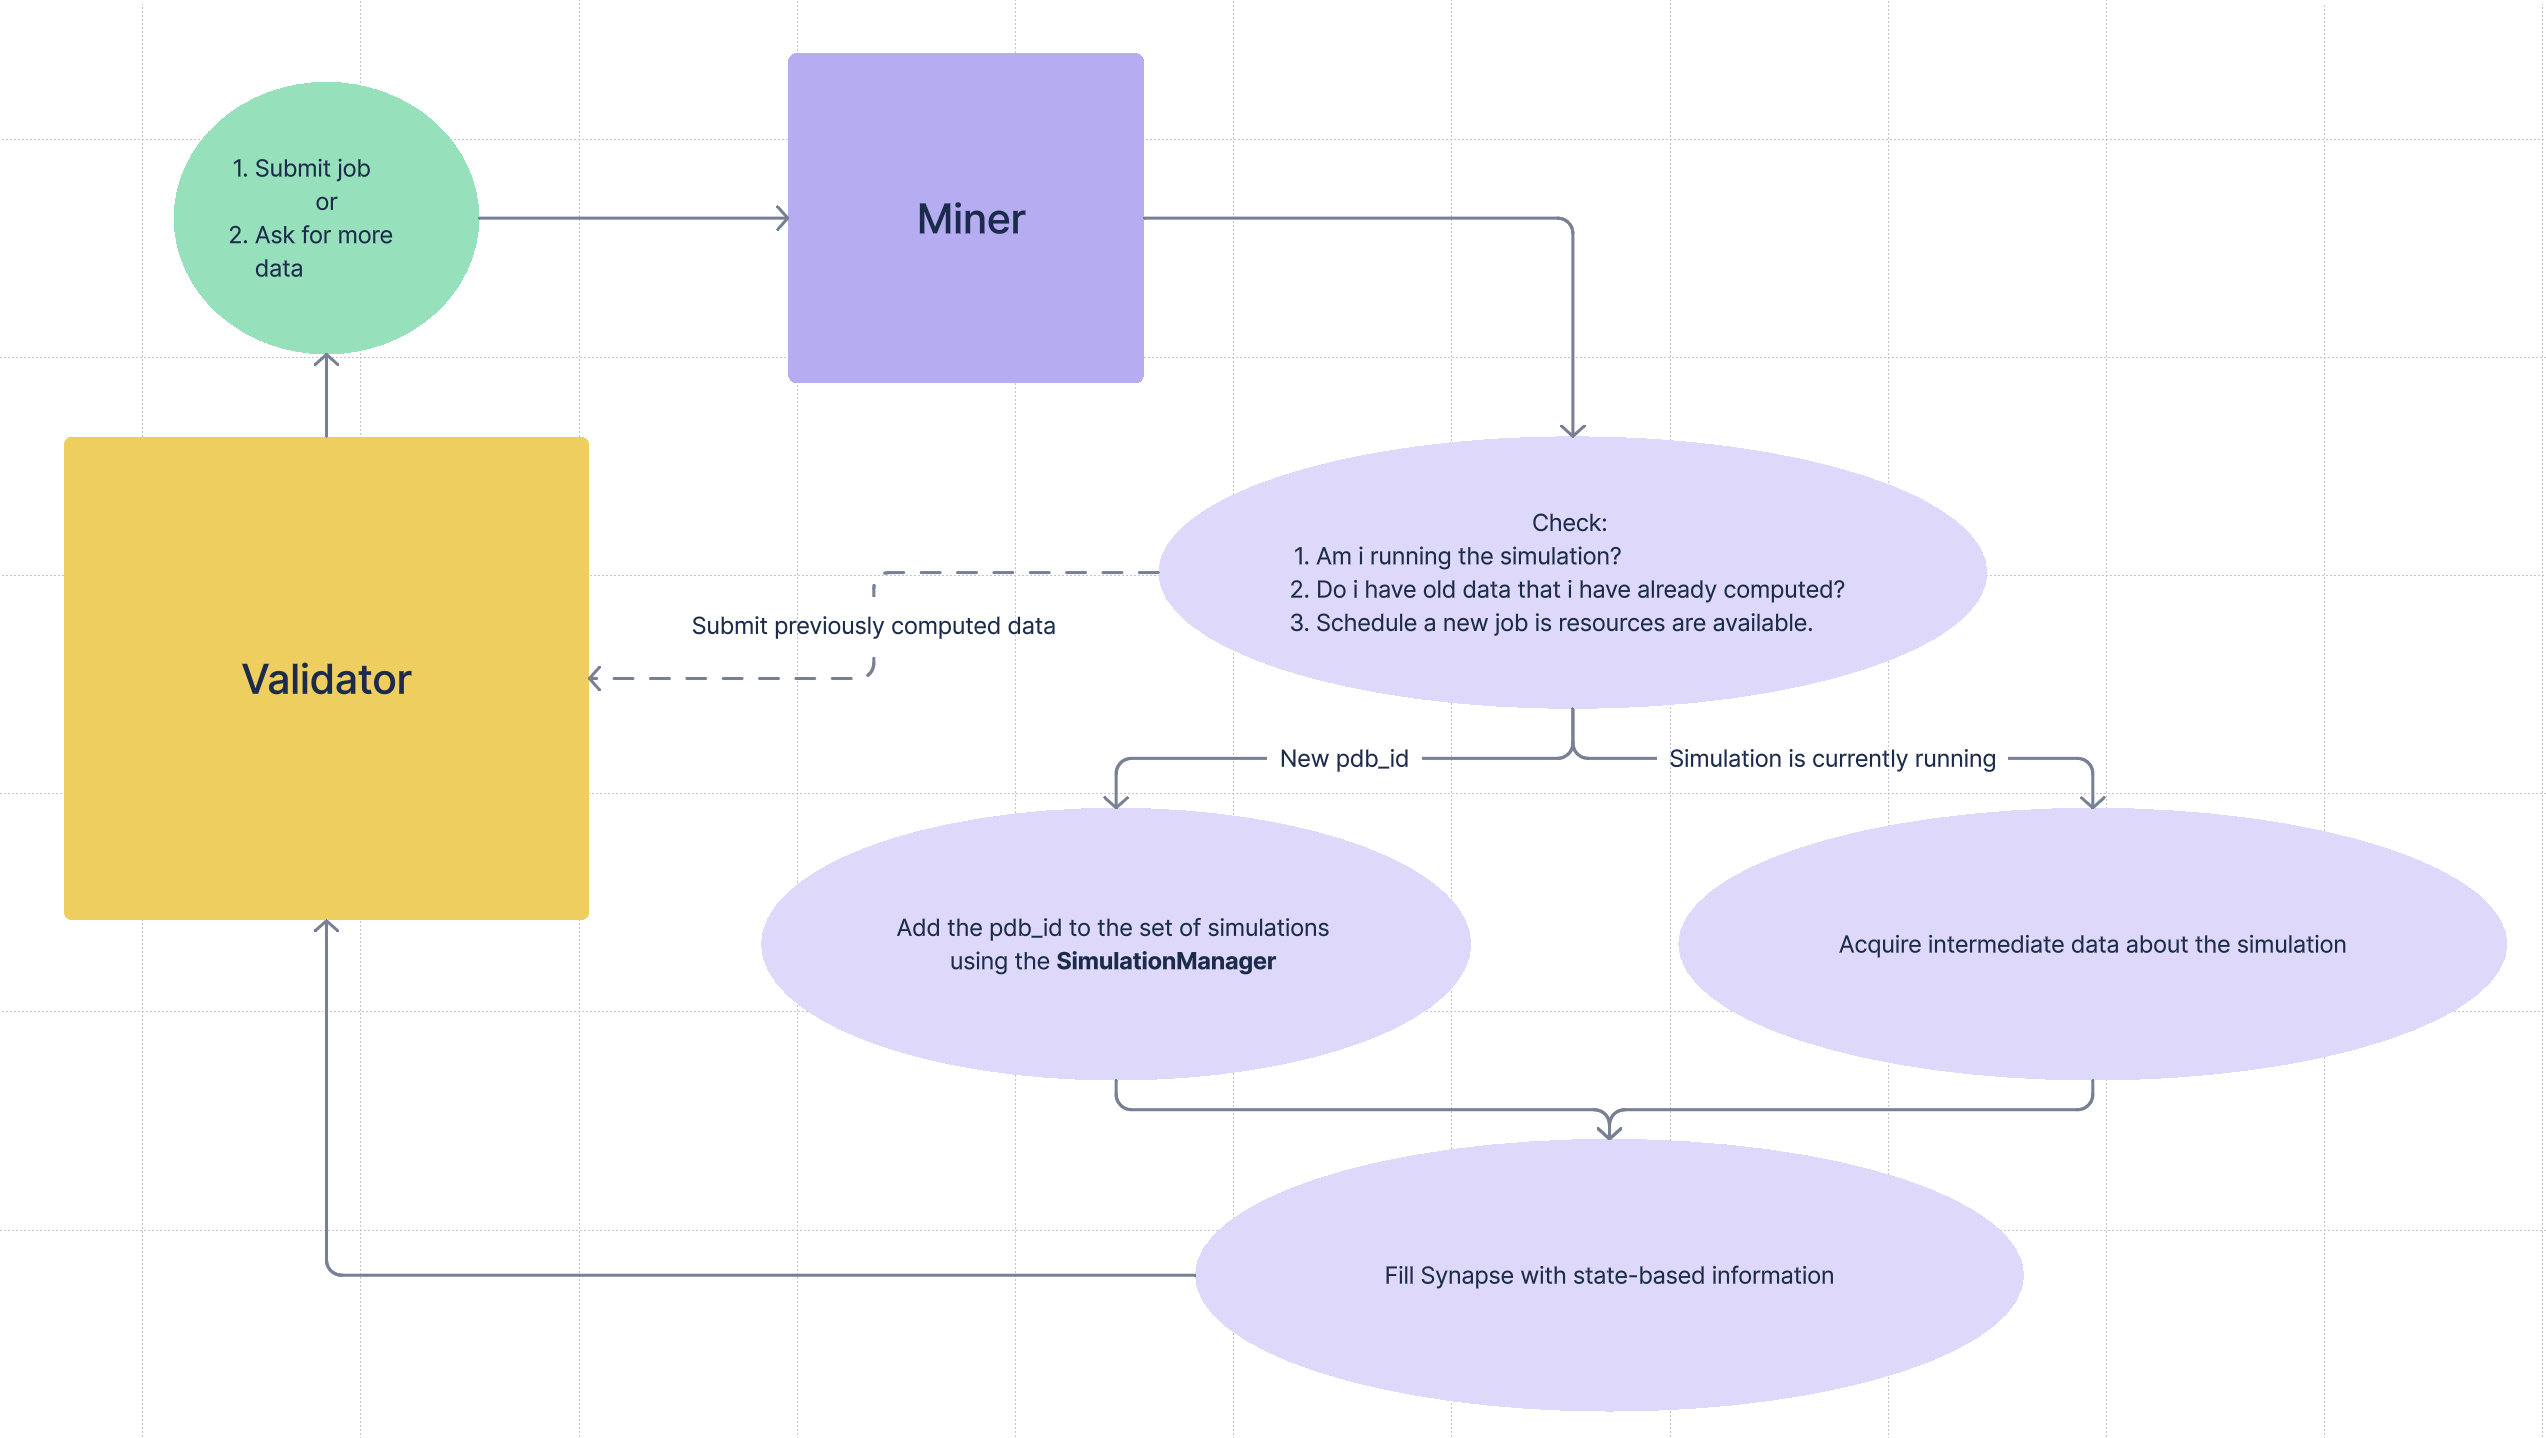 1. Submit job
or
2. Ask for more
data
Miner
Check:
1. Am i running the simulation?
2. Do i have old data that i have already computed?
3. Schedule a new job is resources are available.
Submit previously computed data
Validator
New pdb_id
Simulation is currently running
Add the pdb_id to the set of simulations
using the SimulationManager
Acquire intermediate data about the simulation
Fill Synapse with state-based information